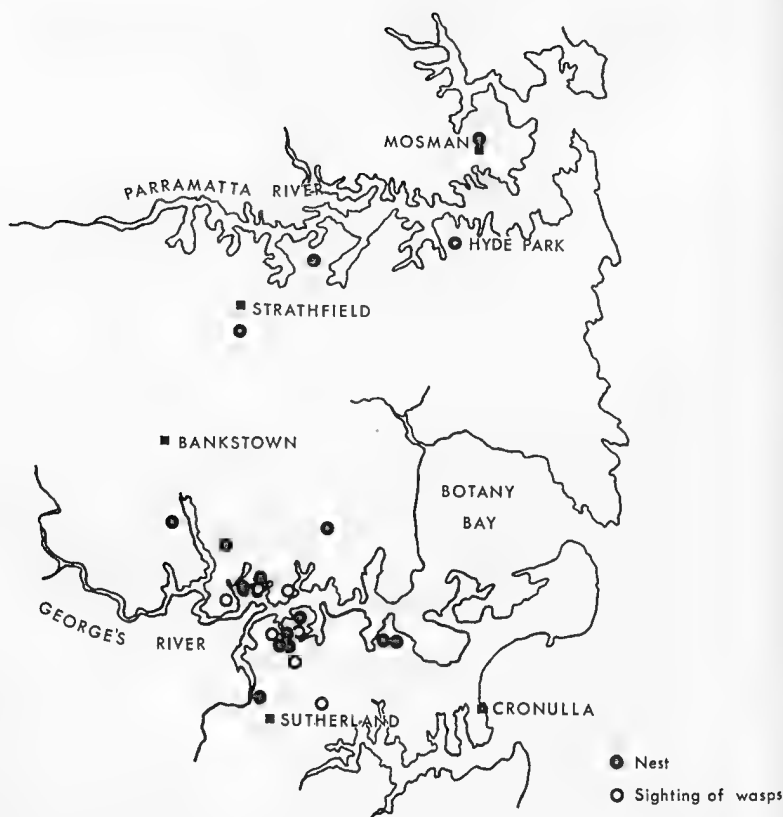 MOSMAN
PARRAMATTA RIVER
HYDE PARK
STRATHFIELD
BANKSTOWN
BOTANY
BAY
GEORGE'S RIVER
SUTHERLAND
CRONULLA
Nest
Sighting of wasps